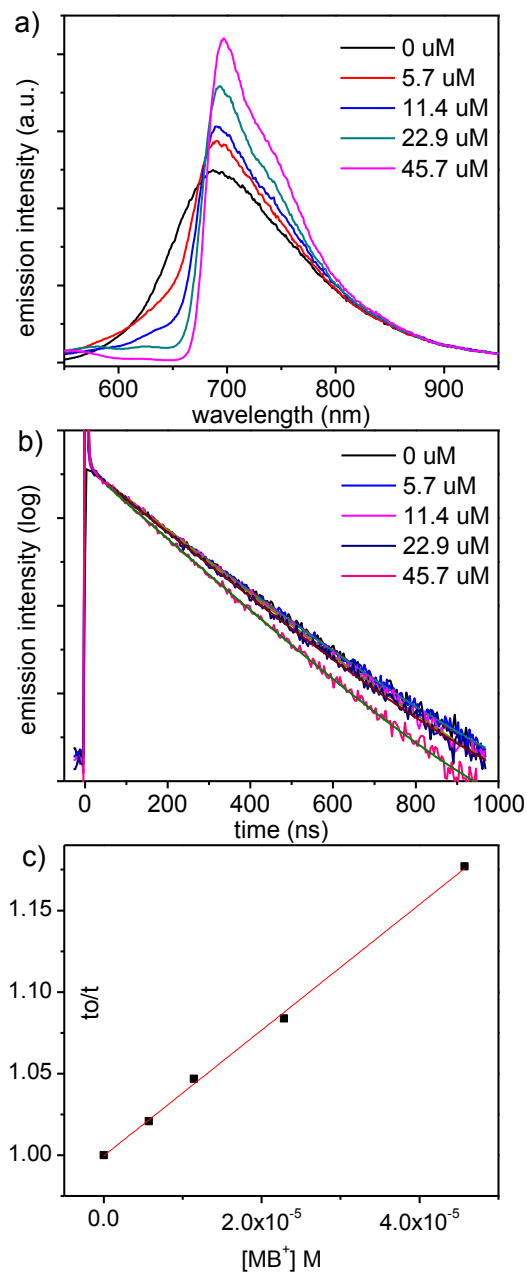 a)
0 uM
5.7 uM
11.4 uM
22.9 uM
45.7 uM
emission intensity (a.u.)
600 700 800 900
wavelength (nm)
b)
0 uM
5.7 uM
11.4 uM
22.9 uM
45.7 uM
emission intensity (log)
0 200 400 600 800 1000
time (ns)
c)
1.15
1.10
1.05
1.00
to/t
0.0 2.0x10⁻⁵ 4.0x10⁻⁵
[MB⁺] M